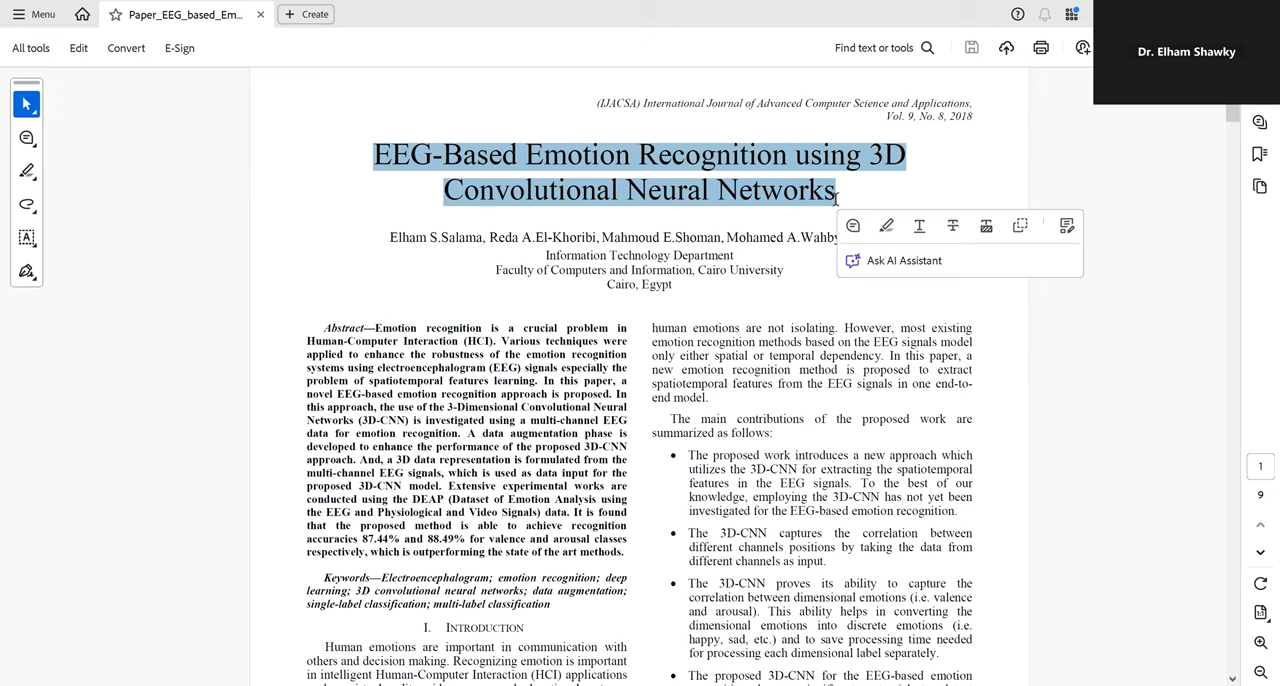 Menu
Paper_EEG_based_Em...
Create
Dr. Elham Shawky
All tools
Edit
Convert
E-Sign
Find text or tools
(IJACSA) International Journal of Advanced Computer Science and Applications,
Vol. 9, No. 8, 2018
EEG-Based Emotion Recognition using 3D
Convolutional Neural Networks
Elham S.Salama, Reda A.El-Khoribi, Mahmoud E.Shoman, Mohamed A.Wahby
Information Technology Department
Faculty of Computers and Information, Cairo University
Cairo, Egypt
Ask AI Assistant
Abstract—Emotion recognition is a crucial problem in
Human-Computer Interaction (HCI). Various techniques were
applied to enhance the robustness of the emotion recognition
systems using electroencephalogram (EEG) signals especially the
problem of spatiotemporal features learning. In this paper, a
novel EEG-based emotion recognition approach is proposed. In
this approach, the use of the 3-Dimensional Convolutional Neural
Networks (3D-CNN) is investigated using a multi-channel EEG
data for emotion recognition. A data augmentation phase is
developed to enhance the performance of the proposed 3D-CNN
approach. And, a 3D data representation is formulated from the
multi-channel EEG signals, which is used as data input for the
proposed 3D-CNN model. Extensive experimental works are
conducted using the DEAP (Dataset of Emotion Analysis using
the EEG and Physiological and Video Signals) data. It is found
that the proposed method is able to achieve recognition
accuracies 87.44% and 88.49% for valence and arousal classes
respectively, which is outperforming the state of the art methods.
Keywords—Electroencephalogram; emotion recognition; deep
learning; 3D convolutional neural networks; data augmentation;
single-label classification; multi-label classification
I. INTRODUCTION
Human emotions are important in communication with
others and decision making. Recognizing emotion is important
in intelligent Human-Computer Interaction (HCI) applications
human emotions are not isolating. However, most existing
emotion recognition methods based on the EEG signals model
only either spatial or temporal dependency. In this paper, a
new emotion recognition method is proposed to extract
spatiotemporal features from the EEG signals in one end-to-
end model.
The main contributions of the proposed work are
summarized as follows:
• The proposed work introduces a new approach which
utilizes the 3D-CNN for extracting the spatiotemporal
features in the EEG signals. To the best of our
knowledge, employing the 3D-CNN has not yet been
investigated for the EEG-based emotion recognition.
• The 3D-CNN captures the correlation between
different channels positions by taking the data from
different channels as input.
• The 3D-CNN proves its ability to capture the
correlation between dimensional emotions (i.e. valence
and arousal). This ability helps in converting the
dimensional emotions into discrete emotions (i.e.
happy, sad, etc.) and to save processing time needed
for processing each dimensional label separately.
• The proposed 3D-CNN for the EEG-based emotion
1
9